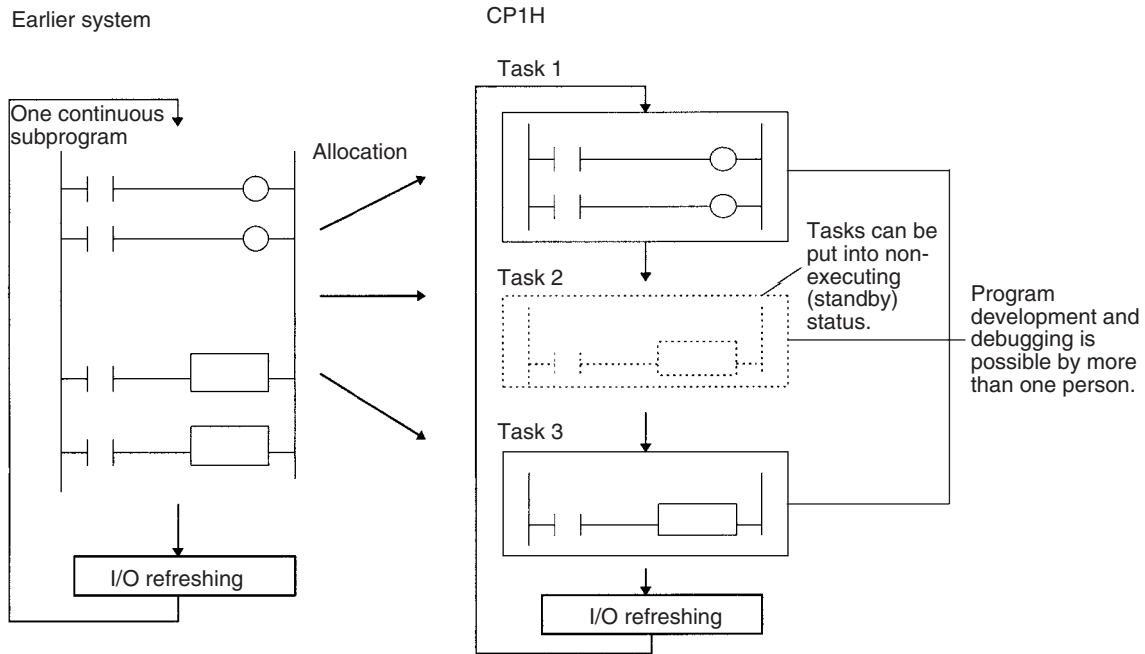 Earlier system
CP1H
One continuous
subprogram
Allocation
Task 1
Tasks can be
put into non-
executing
(standby)
status.
Task 2
Program
development and
debugging is
possible by more
than one person.
Task 3
I/O refreshing
I/O refreshing